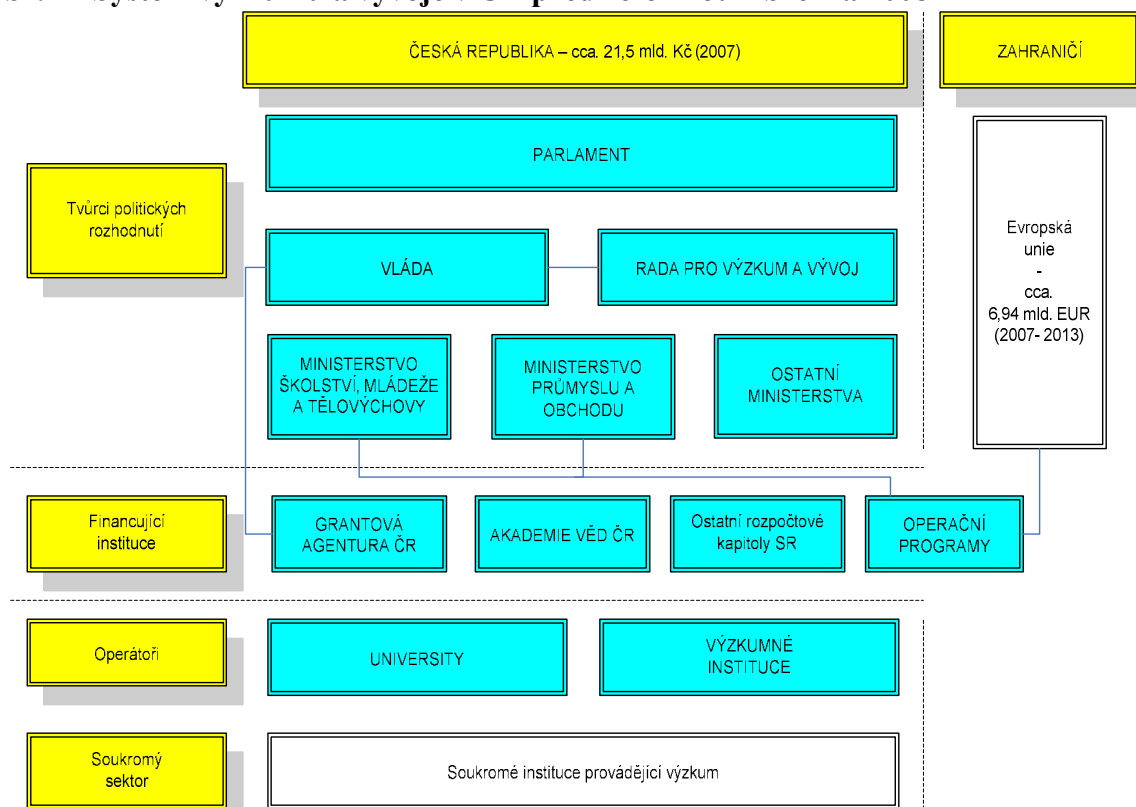 ČESKÁ REPUBLIKA – cca. 21,5 mld. Kč (2007)
ZAHRANIČÍ
PARLAMENT
Tvůrci politických
rozhodnutí
VLÁDA
RADA PRO VÝZKUM A VÝVOJ
Evropská
unie
-
cca.
6,94 mld. EUR
(2007- 2013)
MINISTERSTVO
ŠKOLSTVÍ, MLÁDEŽE
A TĚLOVÝCHOVY
MINISTERSTVO
PRŮMYSLU A
OBCHODU
OSTATNÍ
MINISTERSTVA
Financující
instituce
GRANTOVÁ
AGENTURA ČR
AKADEMIE VĚD ČR
Ostatní rozpočtové
kapitoly SR
OPERAČNÍ
PROGRAMY
Operátoři
UNIVERSITY
VÝZKUMNÉ
INSTITUCE
Soukromý
sektor
Soukromé instituce provádějící výzkum